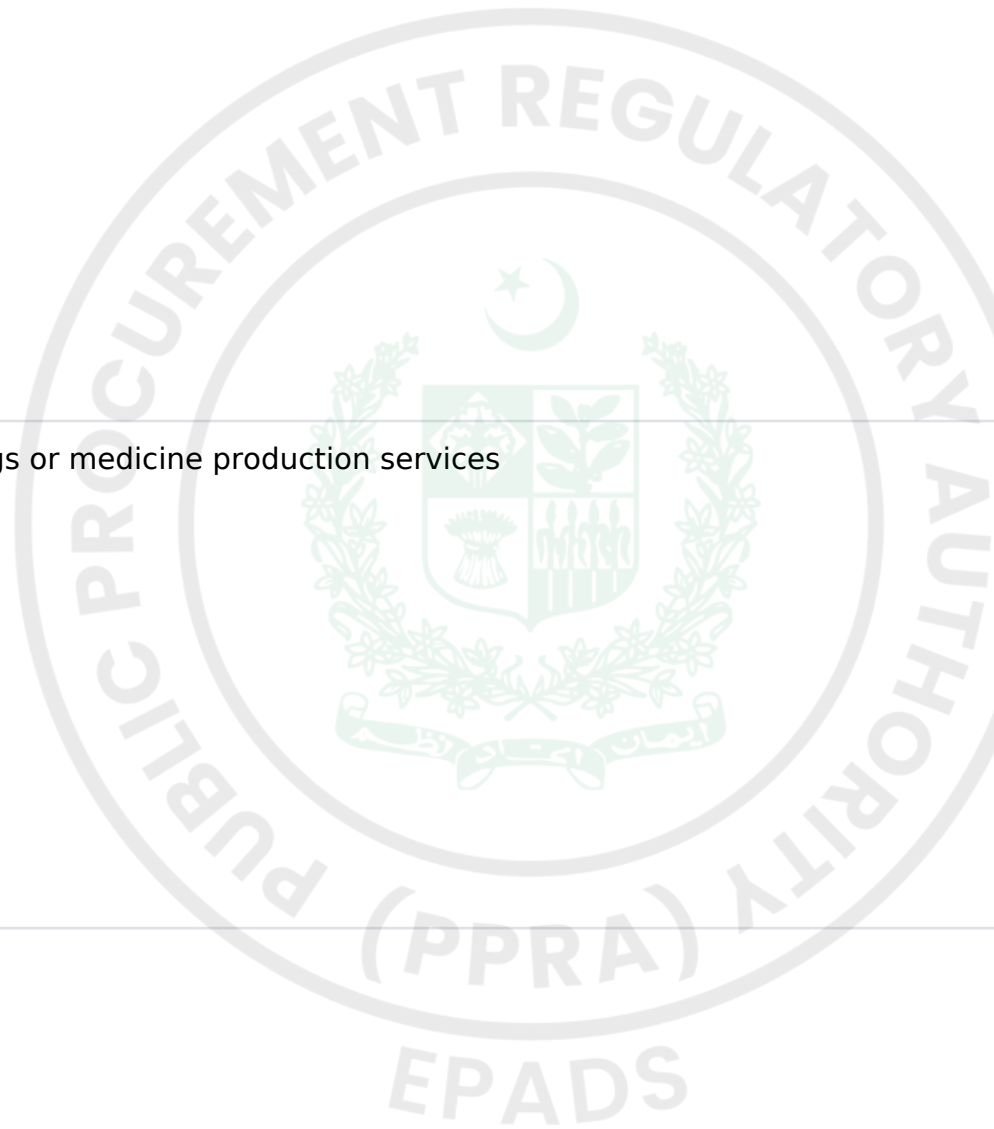 PUBLIC PROCUREMENT REGULATORY AUTHORITY
gs or medicine production services
(PPRA)
EPADS